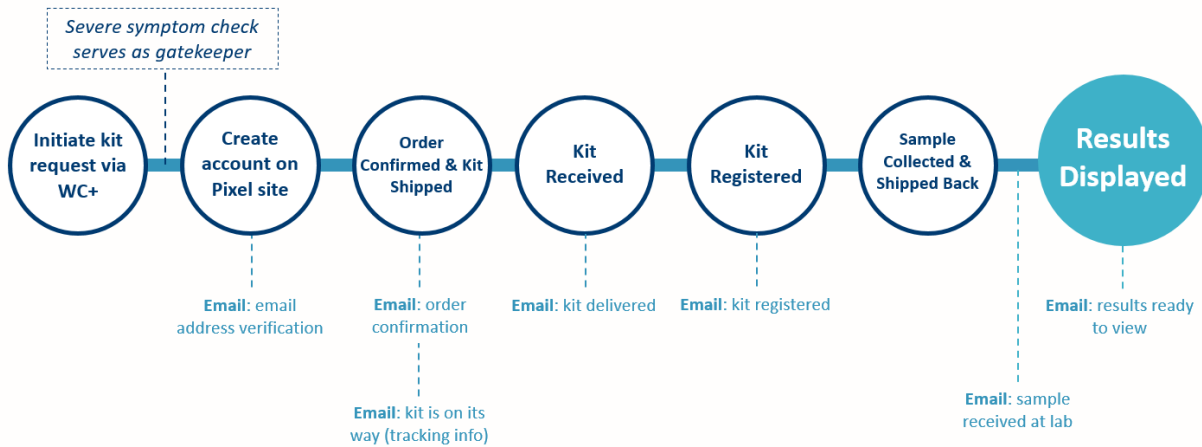 Severe symptom check
serves as gatekeeper
Initiate kit
request via
WC+
Create
account on
Pixel site
Order
Confirmed & Kit
Shipped
Kit
Received
Kit
Registered
Sample
Collected &
Shipped Back
Results
Displayed
Email: email
address verification
Email: order
confirmation
Email: kit is on its
way (tracking info)
Email: kit delivered
Email: kit registered
Email: sample
received at lab
Email: results ready
to view